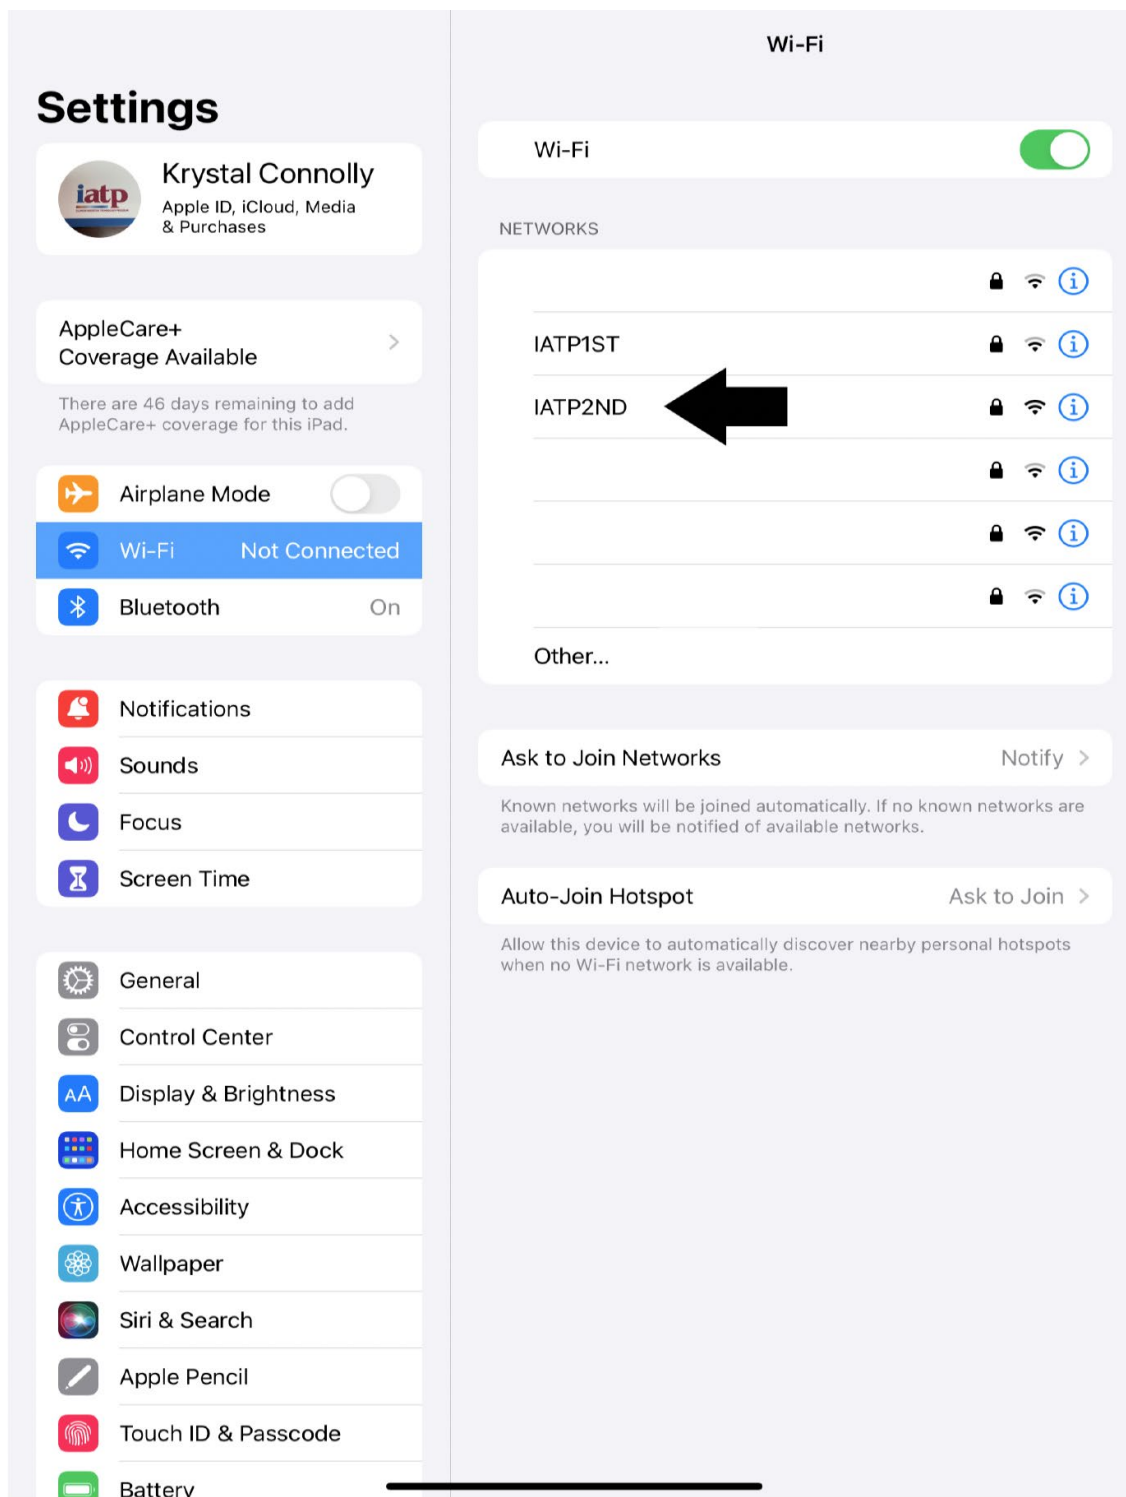 Settings
iatp
Krystal Connolly
Apple ID, iCloud, Media
& Purchases
AppleCare+
Coverage Available
There are 46 days remaining to add
AppleCare+ coverage for this iPad.
Airplane Mode
Wi-Fi Not Connected
Bluetooth On
Notifications
Sounds
Focus
Screen Time
General
Control Center
AA Display & Brightness
Home Screen & Dock
Accessibility
Wallpaper
Siri & Search
Apple Pencil
Touch ID & Passcode
Battery
Wi-Fi
Wi-Fi
NETWORKS
IATP1ST
IATP2ND
Other...
Ask to Join Networks Notify
Known networks will be joined automatically. If no known networks are
available, you will be notified of available networks.
Auto-Join Hotspot Ask to Join
Allow this device to automatically discover nearby personal hotspots
when no Wi-Fi network is available.